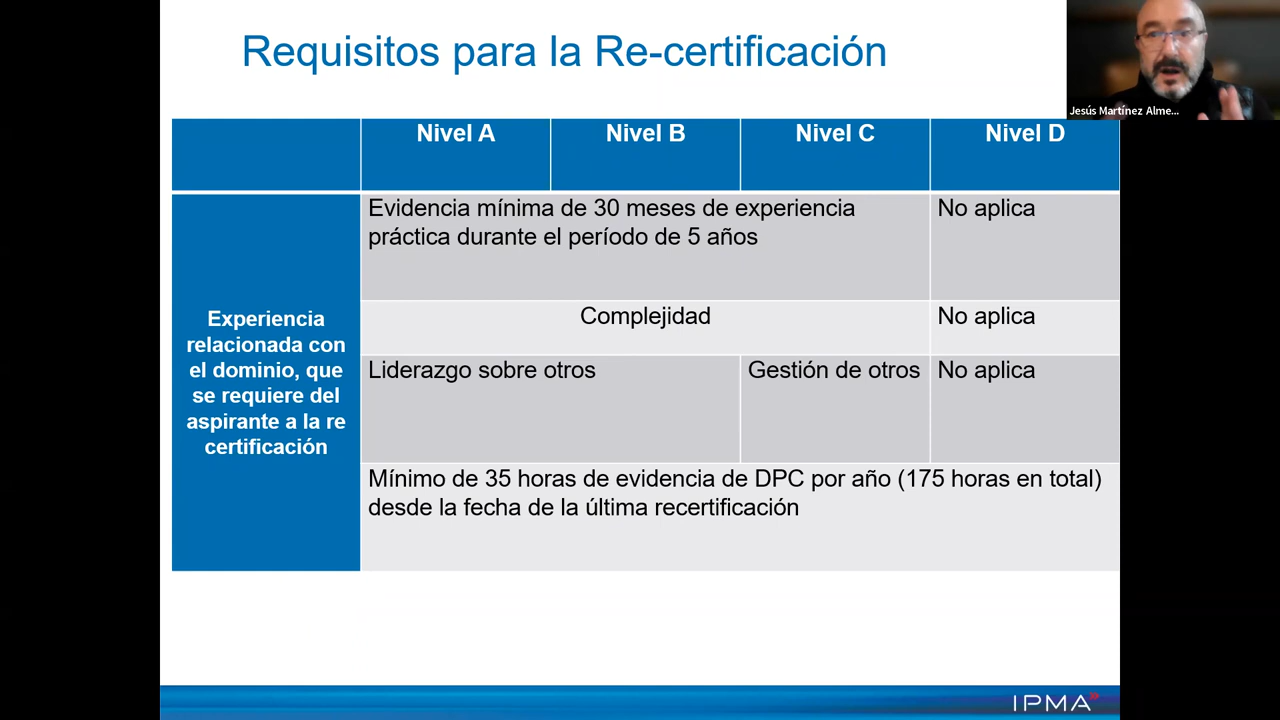 Requisitos para la Re-certificación
Jesús Martínez Alme...
Nivel A
Nivel B
Nivel C
Nivel D
Experiencia
relacionada con
el dominio, que
se requiere del
aspirante a la re
certificación
Evidencia mínima de 30 meses de experiencia
práctica durante el período de 5 años
No aplica
Complejidad
No aplica
Liderazgo sobre otros
Gestión de otros
No aplica
Mínimo de 35 horas de evidencia de DPC por año (175 horas en total)
desde la fecha de la última recertificación
IPMA